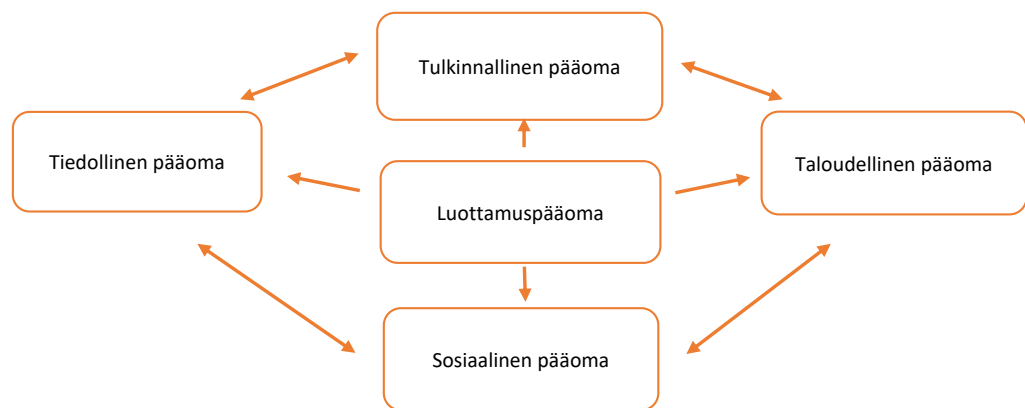 Tulkinnallinen pääoma
Tiedollinen pääoma
Taloudellinen pääoma
Luottamuspääoma
Sosiaalinen pääoma